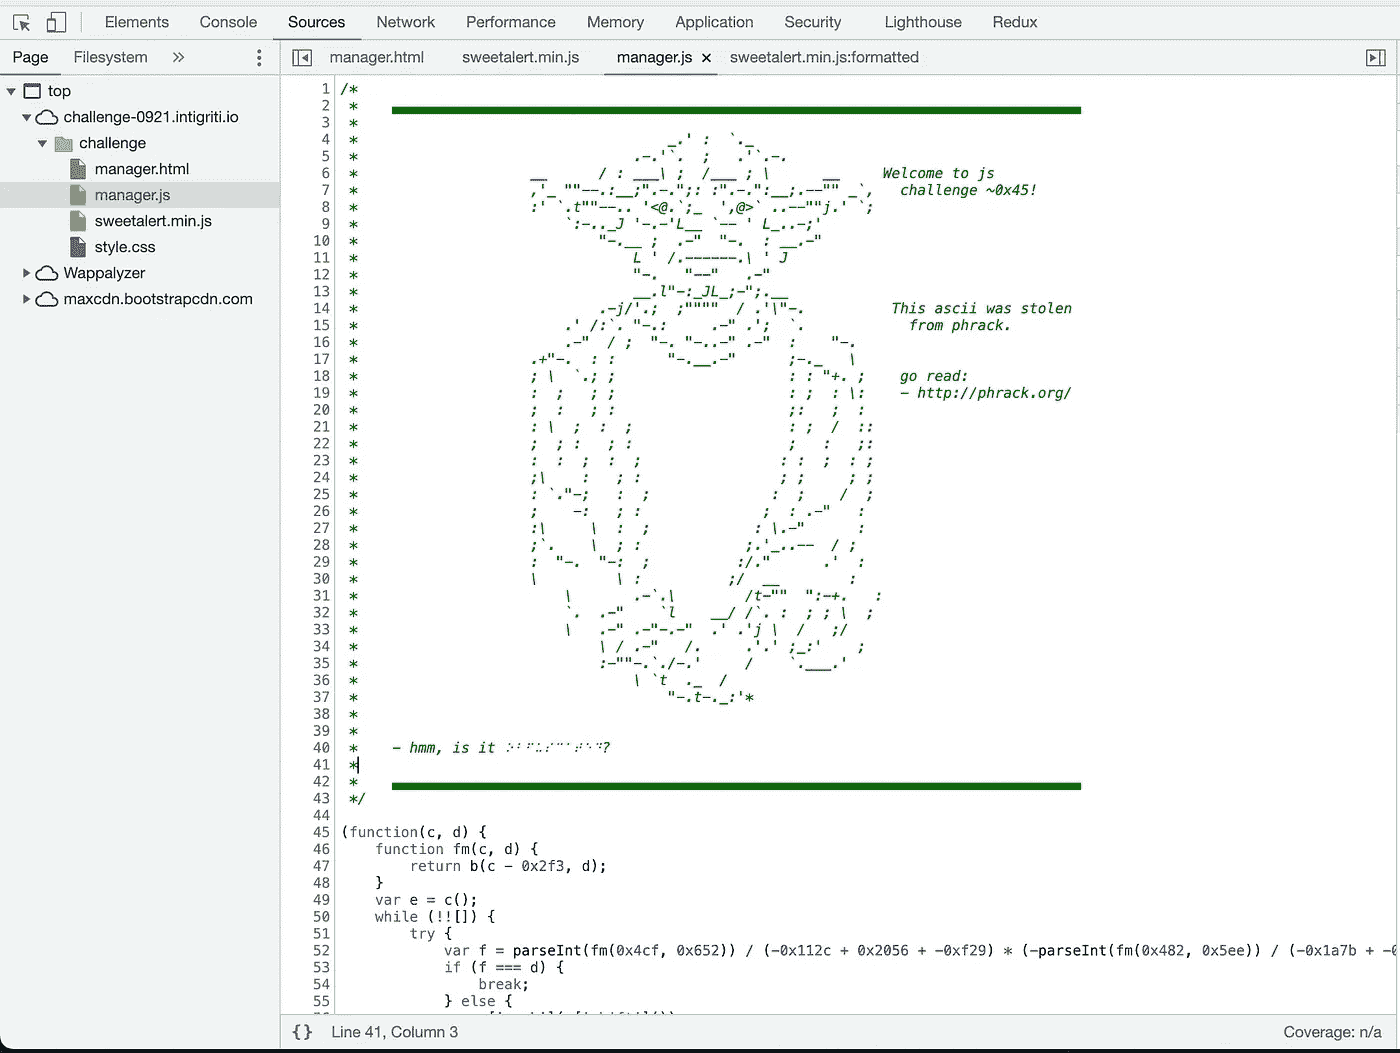 Elements Console Sources Network Performance Memory Application Security Lighthouse Redux
Page Filesystem »
manager.html sweetalert.min.js manager.js × sweetalert.min.js:formatted
top
challenge-0921.intigriti.io
challenge
manager.html
manager.js
sweetalert.min.js
style.css
Wappalyzer
maxcdn.bootstrapcdn.com
1 /*
2 *
3 *
4 *
5 *
6 * Welcome to js
7 * challenge ~0x45!
8 *
9 *
10 *
11 *
12 *
13 *
14 * This ascii was stolen
15 * from phrack.
16 *
17 *
18 * go read:
19 * - http://phrack.org/
20 *
21 *
22 *
23 *
24 *
25 *
26 *
27 *
28 *
29 *
30 *
31 *
32 *
33 *
34 *
35 *
36 *
37 *
38 *
39 *
40 * - hmm, is it ?
41 *
42 *
43 */
44
45 (function(c, d) {
46 function fm(c, d) {
47 return b(c - 0x2f3, d);
48 }
49 var e = c();
50 while (!![]) {
51 try {
52 var f = parseInt(fm(0x4cf, 0x652)) / (-0x112c + 0x2056 + -0xf29) * (-parseInt(fm(0x482, 0x5ee)) / (-0x1a7b +
53 if (f === d) {
54 break;
55 } else {
{} Line 41, Column 3
Coverage: n/a